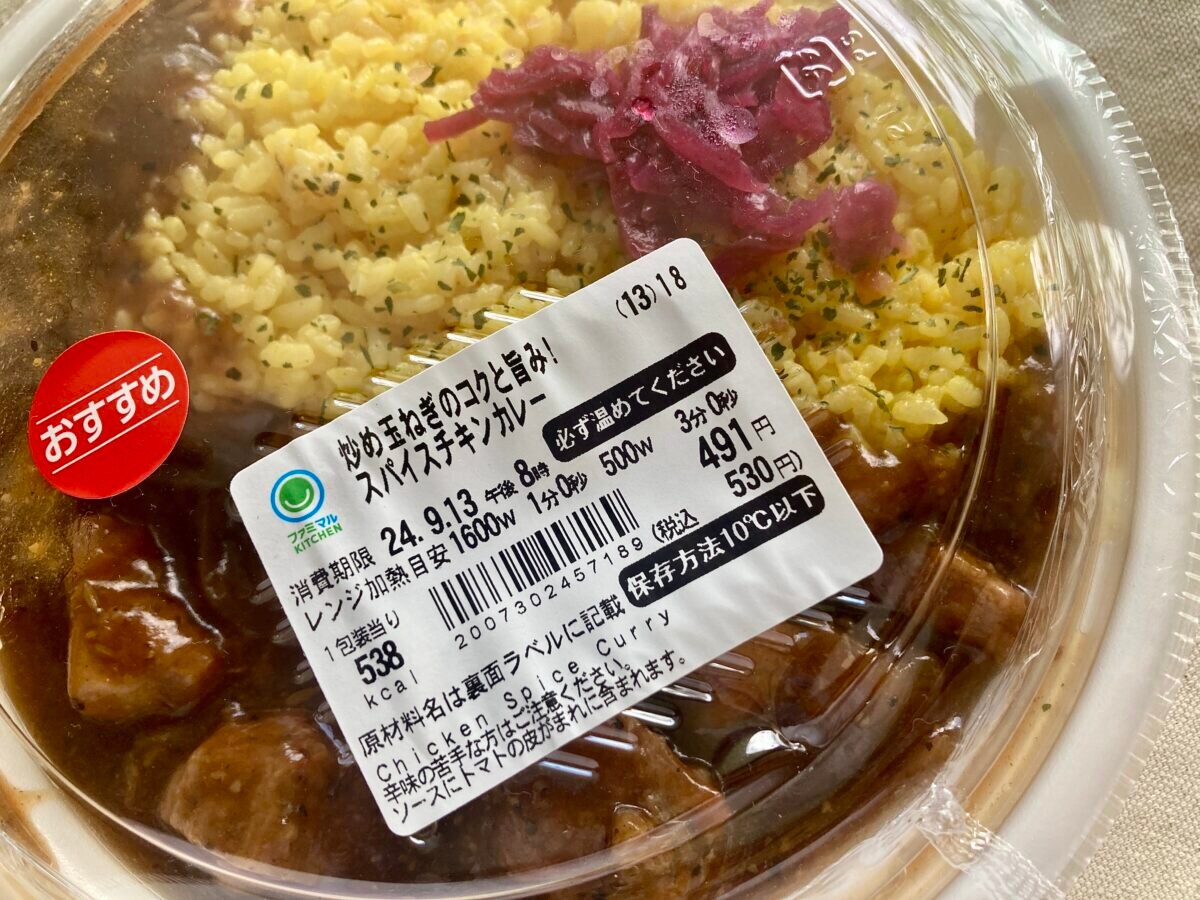 おすすめ
(13)18
炒め玉ねぎのコクと旨み!
スパイスチキンカレー
必ず温めてください
ファミマル
KITCHEN
消費期限 24. 9.13 午後 8時
レンジ加熱目安 1600W 1分0秒 500W 3分0秒
1包装当り
538
kcal
2007302457189
491円
(税込 530円)
原材料名は裏面ラベルに記載
保存方法10℃以下
Chicken Spice Curry
辛味の苦手な方はご注意ください。
ソースにトマトの皮がまれに含まれます。